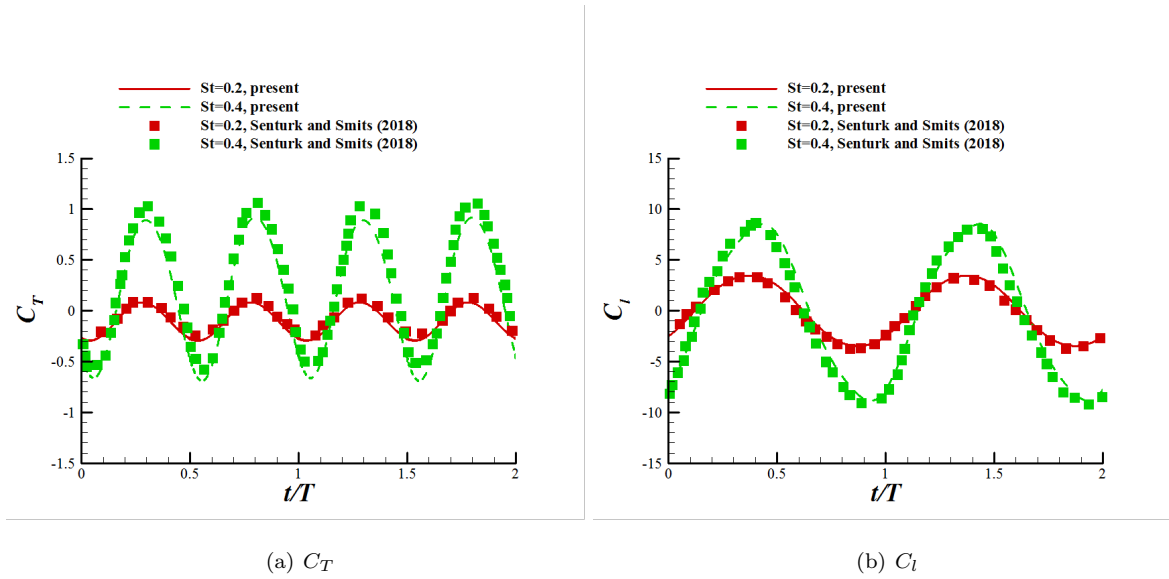 St=0.2, present
St=0.4, present
St=0.2, Senturk and Smits (2018)
St=0.4, Senturk and Smits (2018)
1.5
1
0.5
0
-0.5
-1
-1.5
C_T
0 0.5 1 1.5 2
t/T
St=0.2, present
St=0.4, present
St=0.2, Senturk and Smits (2018)
St=0.4, Senturk and Smits (2018)
15
10
5
0
-5
-10
-15
C_l
0 0.5 1 1.5 2
t/T
(a) C_T
(b) C_l